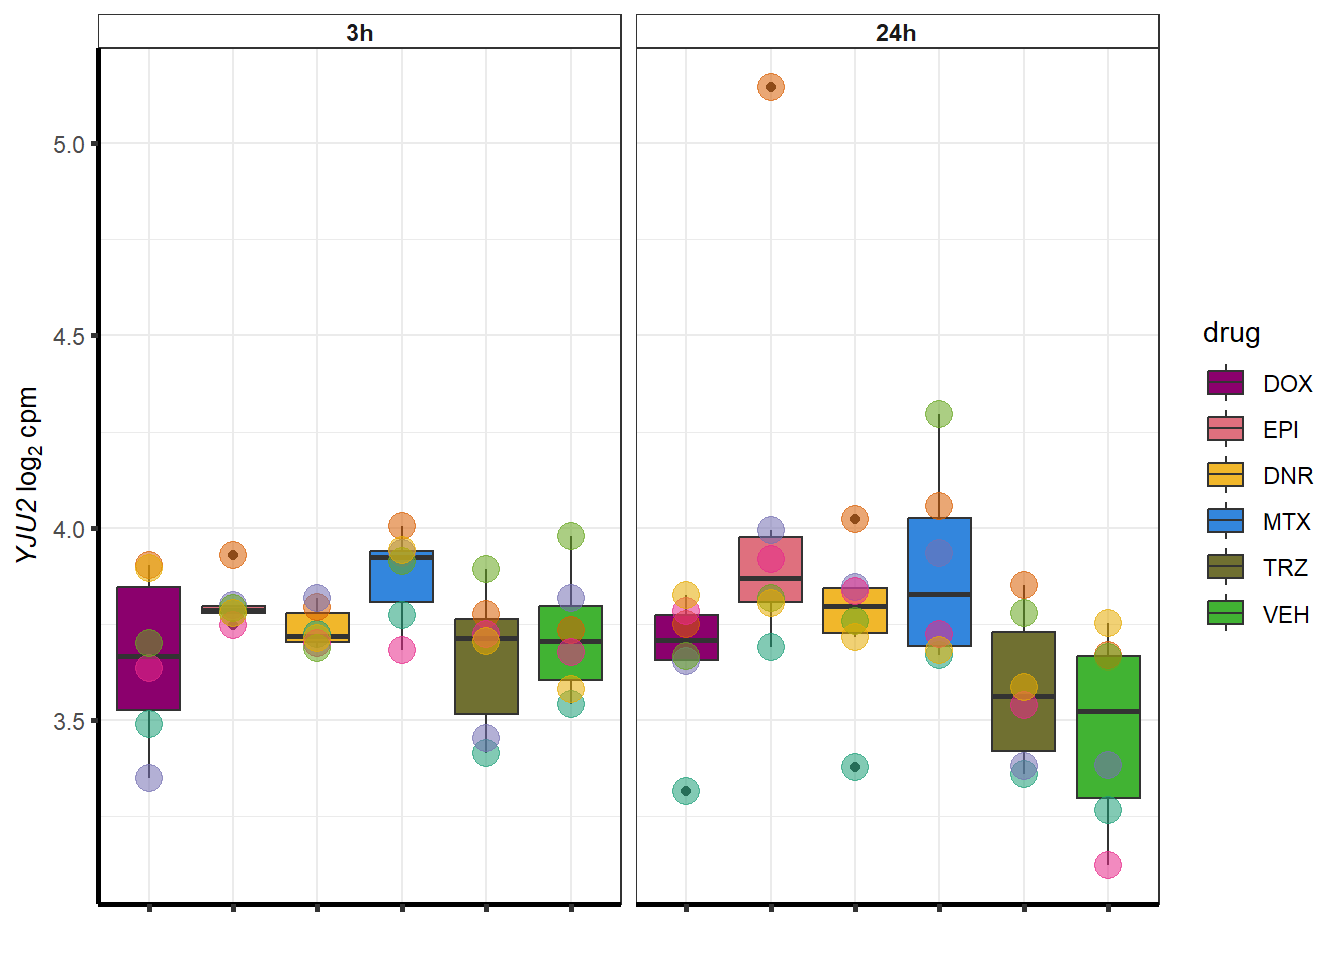 3h
24h
5.0
4.5
4.0
3.5
YJU2 log₂ cpm
drug
DOX
EPI
DNR
MTX
TRZ
VEH